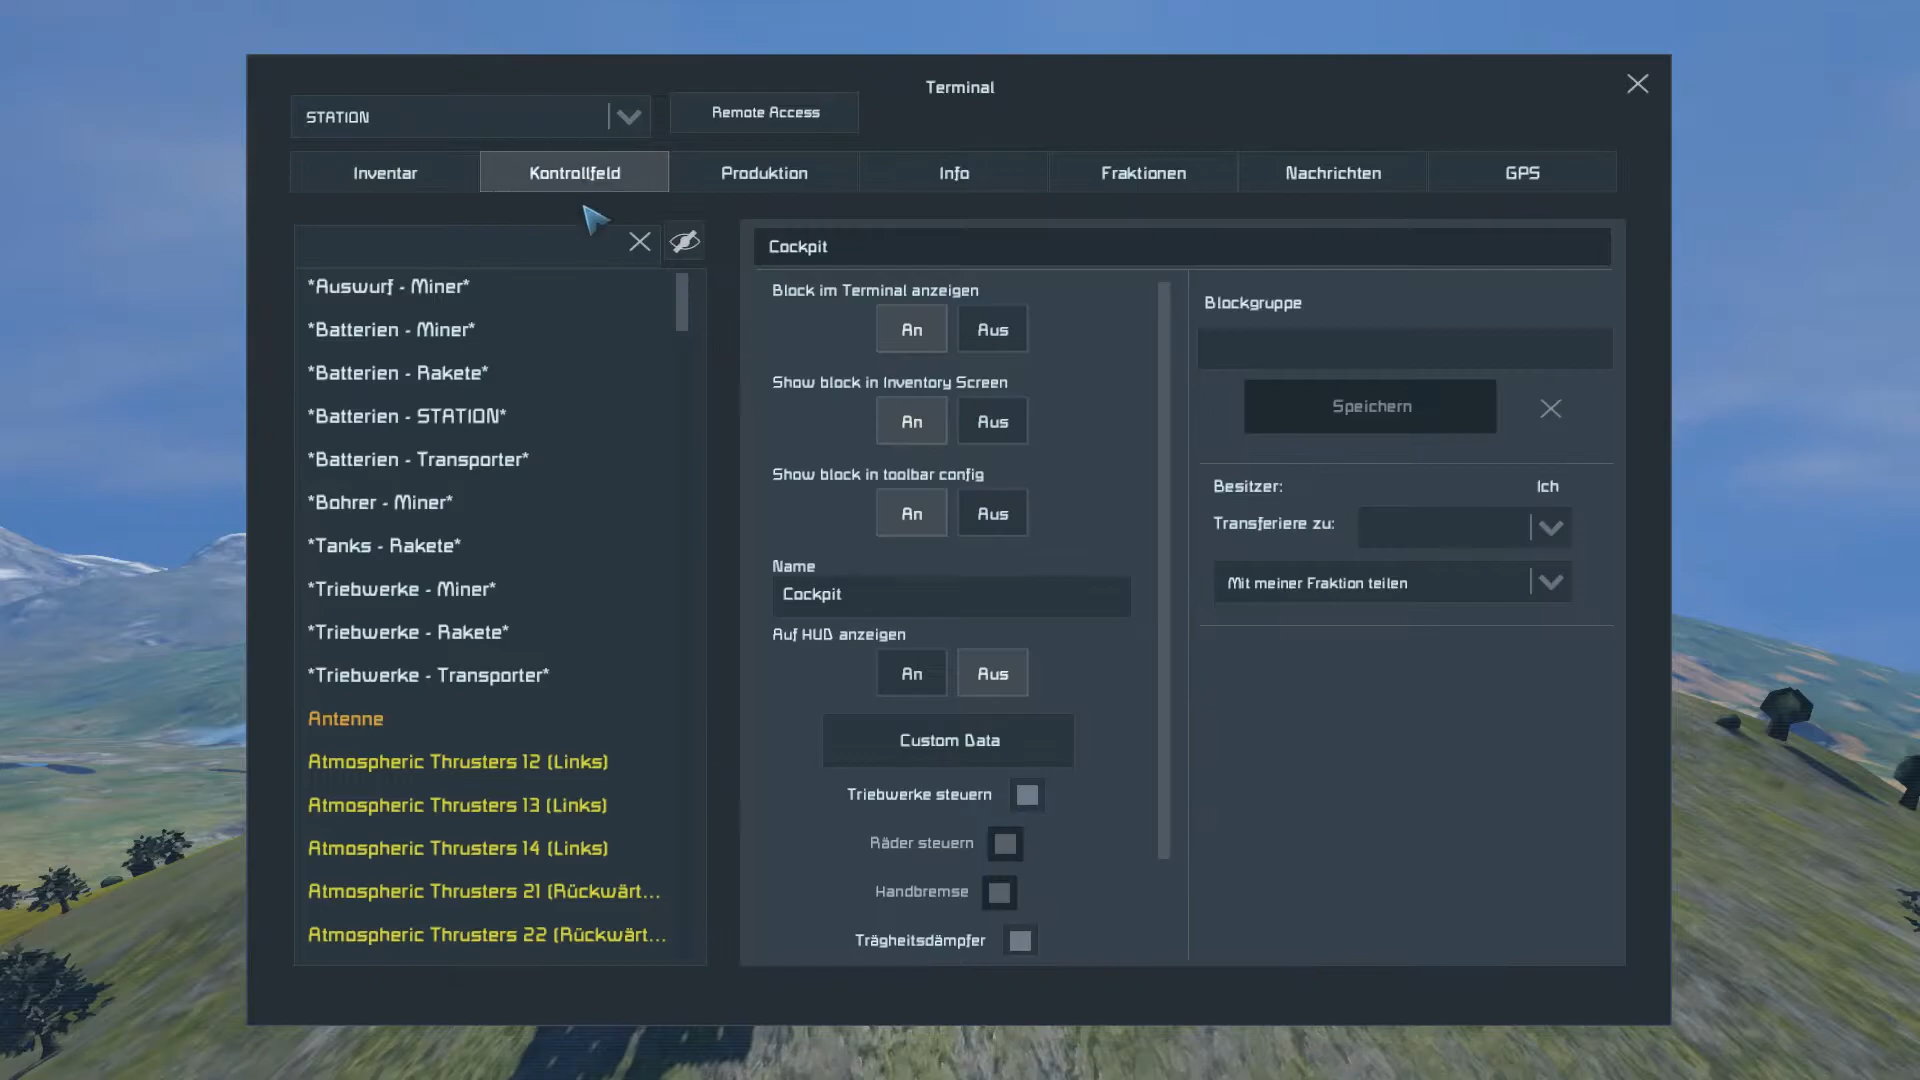 Terminal
STATION
Remote Access
Inventar
Kontrollfeld
Produktion
Info
Fraktionen
Nachrichten
GPS
*Auswurf - Miner*
*Batterien - Miner*
*Batterien - Rakete*
*Batterien - STATION*
*Batterien - Transporter*
*Bohrer - Miner*
*Tanks - Rakete*
*Triebwerke - Miner*
*Triebwerke - Rakete*
*Triebwerke - Transporter*
Antenne
Atmospheric Thrusters 12 (Links)
Atmospheric Thrusters 13 (Links)
Atmospheric Thrusters 14 (Links)
Atmospheric Thrusters 21 (Rückwärt...
Atmospheric Thrusters 22 (Rückwärt...
Cockpit
Block im Terminal anzeigen
An Aus
Show block in Inventory Screen
An Aus
Show block in toolbar config
An Aus
Name
Cockpit
Auf HUD anzeigen
An Aus
Custom Data
Triebwerke steuern
Räder steuern
Handbremse
Trägheitsdämpfer
Blockgruppe
Speichern
Besitzer: Ich
Transferiere zu:
Mit meiner Fraktion teilen